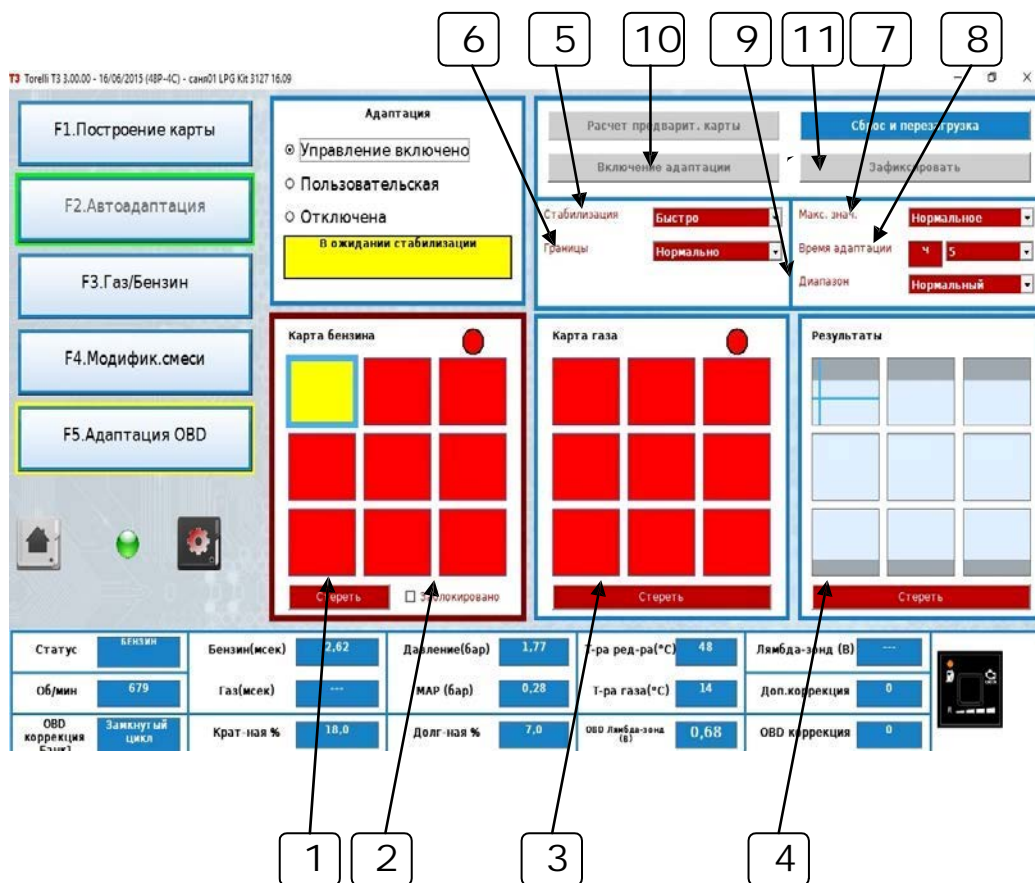 6 5 10 9 11 7 8
T3 Torelli T3 3.00.00 - 16/06/2015 (48P-4C) - саня01 LPG Kit 3127 16.09
F1.Построение карты
F2.Автоадаптация
F3.Газ/Бензин
F4.Модифик.смеси
F5.Адаптация OBD
Адаптация
Управление включено
Пользовательская
Отключена
В ожидании стабилизации
Расчет предварит. карты
Сброс и перезагрузка
Включение адаптации
Зафиксировать
Стабилизация Быстро
Границы Нормально
Макс. знач. Нормальное
Время адаптации Ч 5
Диапазон Нормальный
Карта бензина
Стереть Заблокировано
Карта газа
Стереть
Результаты
Стереть
Статус БЕНЗИН Бензин(мсек) 2,62 Давление(бар) 1,77 Т-ра ред-ра(°C) 48 Лямбда-зонд (В) ---
Об/мин 679 Газ(мсек) --- МАР (бар) 0,28 Т-ра газа(°C) 14 Доп.коррекция 0
OBD коррекция Банк1 Замкнутый цикл Крат-ная % 18,0 Долг-ная % 7,0 OBD Лямбда-зонд (В) 0,68 OBD коррекция 0
1 2 3 4